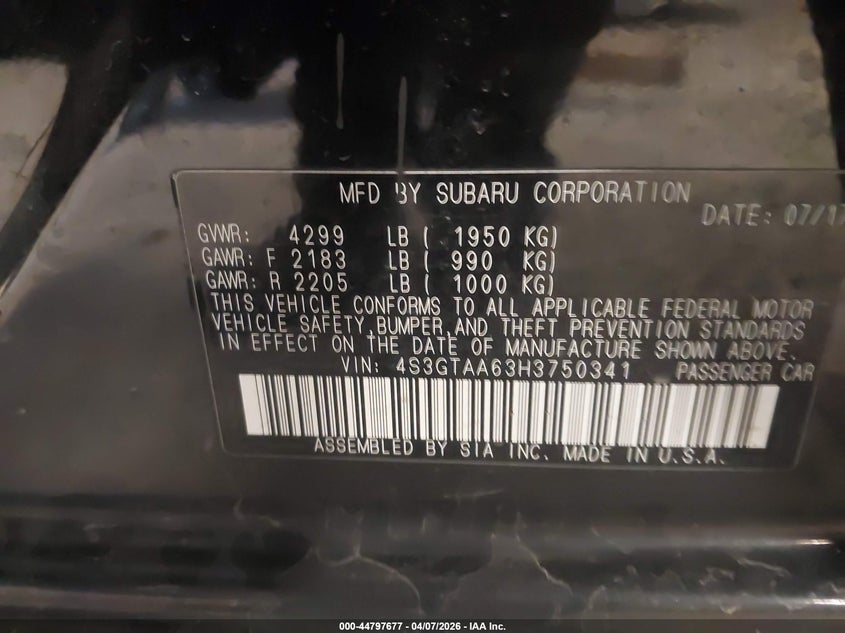 MFD BY SUBARU CORPORATION
DATE: 07/17
GVWR: 4299 LB ( 1950 KG)
GAWR: F 2183 LB ( 990 KG)
GAWR: R 2205 LB ( 1000 KG)
THIS VEHICLE CONFORMS TO ALL APPLICABLE FEDERAL MOTOR
VEHICLE SAFETY,BUMPER,AND THEFT PREVENTION STANDARDS
IN EFFECT ON THE DATE OF MANUFACTURE SHOWN ABOVE.
VIN: 4S3GTAA63H3750341 PASSENGER CAR
ASSEMBLED BY SIA INC. MADE IN U.S.A.
000-44797677 - 04/07/2026 - IAA Inc.